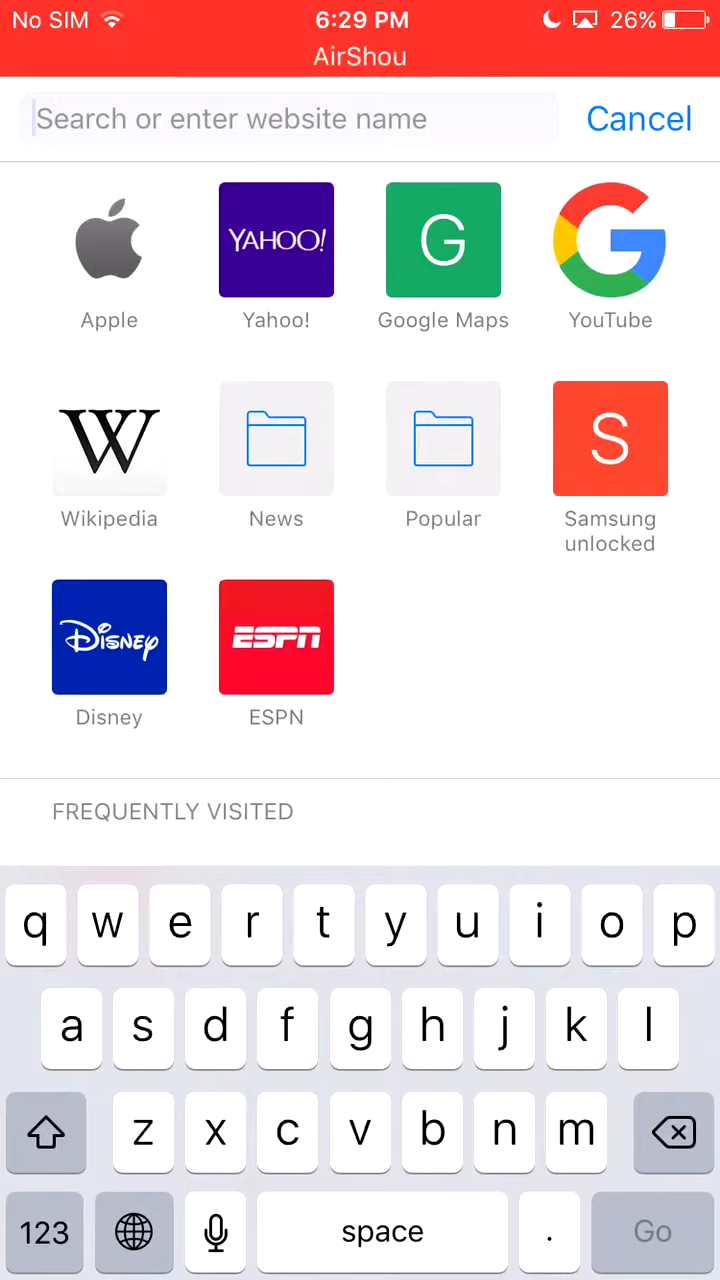 No SIM 6:29 PM 26%
AirShou
Search or enter website name Cancel
YAHOO! G G
Apple Yahoo! Google Maps YouTube
W S
Wikipedia News Popular Samsung
unlocked
Disney ESPN
Disney ESPN
FREQUENTLY VISITED
q w e r t y u i o p
a s d f g h j k l
z x c v b n m
123 space . Go